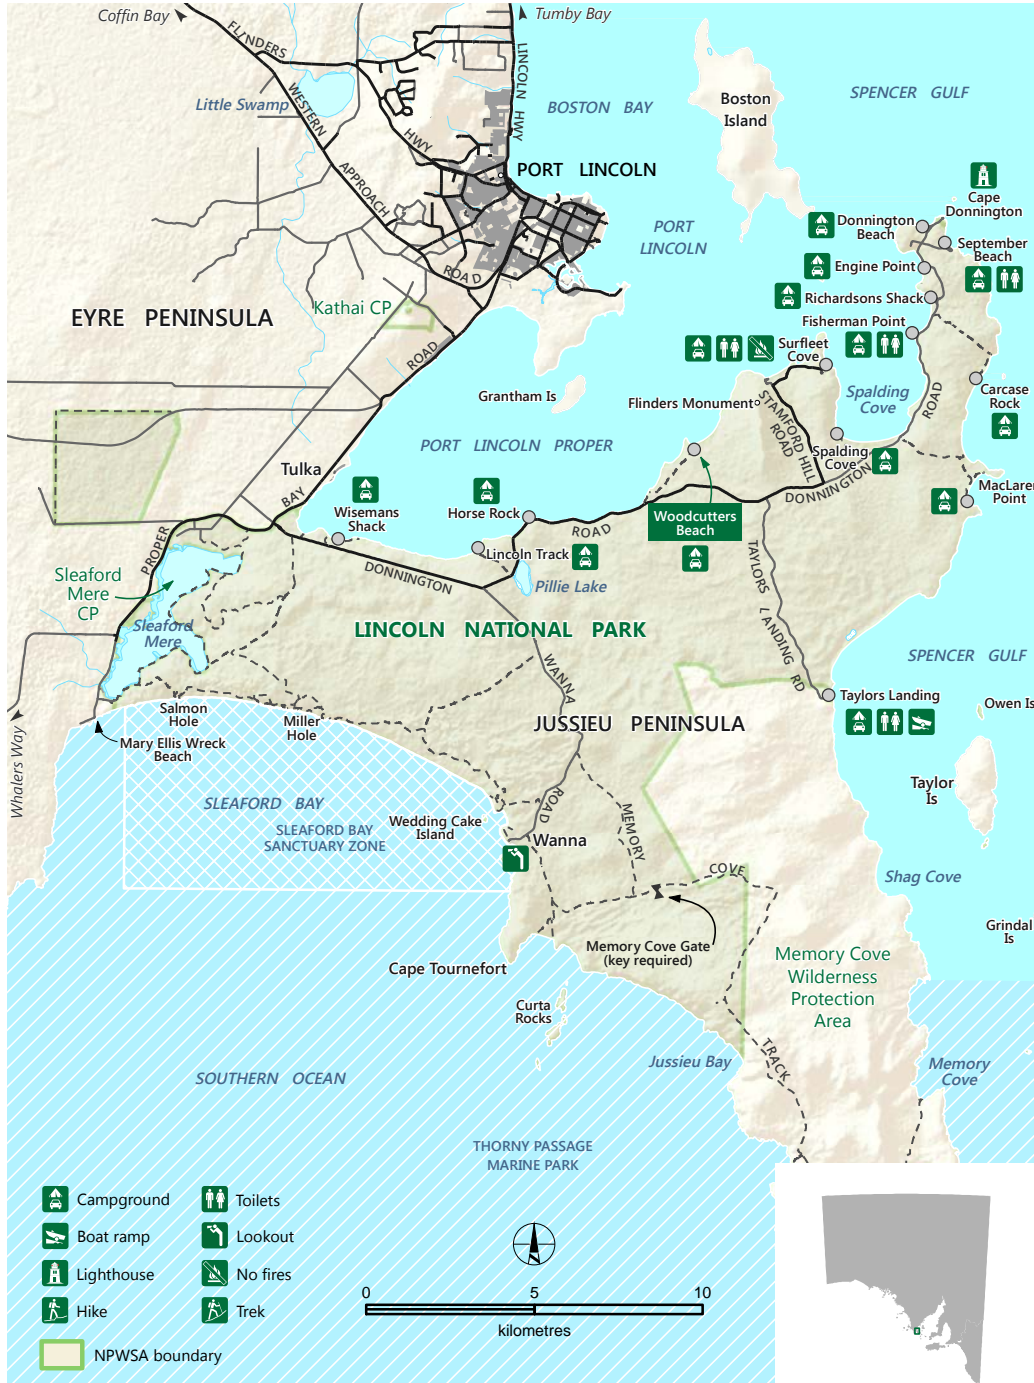 Coffin Bay
Tumby Bay
FLINDERS
HWY
LINCOLN HWY
Little Swamp
WESTERN
APPROACH
ROAD
BOSTON BAY
Boston
Island
SPENCER GULF
PORT LINCOLN
PORT
LINCOLN
Cape
Donnington
Donnington
Beach
September
Beach
Engine Point
Richardsons Shack
Fisherman Point
Surfleet
Cove
Kathai CP
EYRE PENINSULA
ROAD
Grantham Is
Flinders Monument
STAMFORD HILL
ROAD
Spalding
Cove
ROAD
Carcase
Rock
PORT LINCOLN PROPER
Spalding
Cove
Tulka
BAY
Wisemans
Shack
Horse Rock
Woodcutters
Beach
DONNINGTON
MacLaren
Point
PROPER
ROAD
Lincoln Track
Sleaford
Mere
CP
DONNINGTON
Pillie Lake
TAYLORS LANDING RD
Sleaford
Mere
LINCOLN NATIONAL PARK
SPENCER GULF
WANNA
Taylors Landing
Owen Is
Salmon
Hole
Miller
Hole
JUSSIEU PENINSULA
Mary Ellis Wreck
Beach
Whalers Way
Taylor
Is
SLEAFORD BAY
ROAD
MEMORY
Wedding Cake
Island
SLEAFORD BAY
SANCTUARY ZONE
Wanna
COVE
Shag Cove
Memory Cove Gate
(key required)
Grindal
Is
Cape Tournefort
Memory Cove
Wilderness
Protection
Area
Curta
Rocks
Jussieu Bay
TRACK
Memory
Cove
SOUTHERN OCEAN
THORNY PASSAGE
MARINE PARK
Campground
Toilets
Boat ramp
Lookout
Lighthouse
No fires
Hike
Trek
NPWSA boundary
0 5 10
kilometres